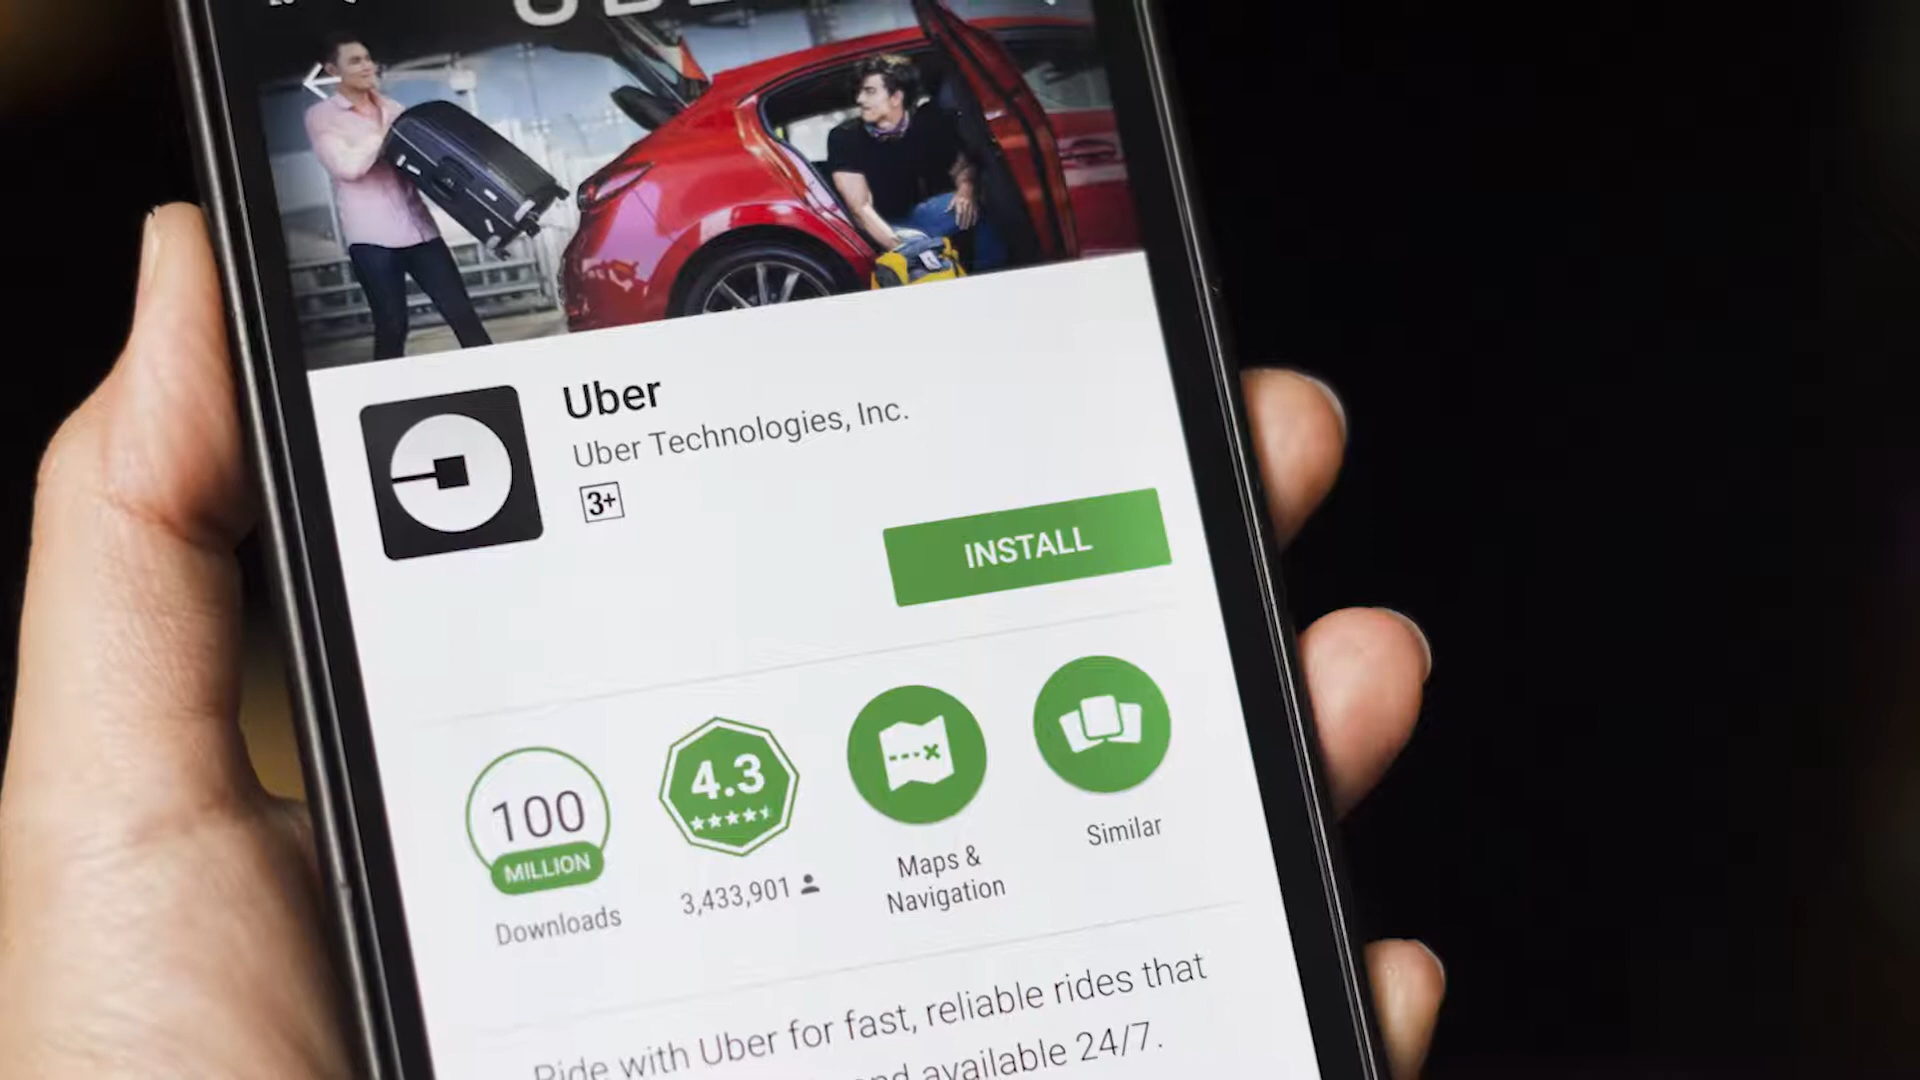 Uber
Uber Technologies, Inc.
3+
INSTALL
100
MILLION
Downloads
4.3
3,433,901
Maps &
Navigation
Similar
Ride with Uber for fast, reliable rides that
and available 24/7.